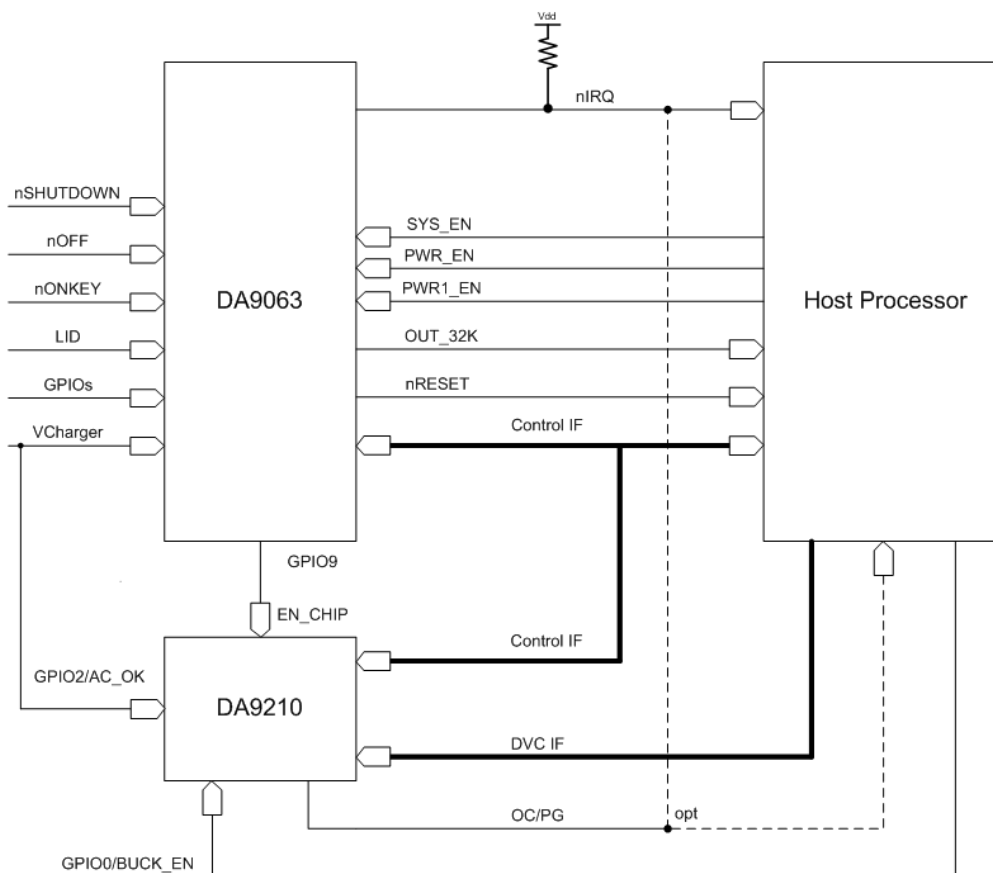 Vdd
nIRQ
nSHUTDOWN
SYS_EN
nOFF
PWR_EN
nONKEY
DA9063
PWR1_EN
Host Processor
LID
OUT_32K
GPIOs
nRESET
VCharger
Control IF
GPIO9
EN_CHIP
Control IF
GPIO2/AC_OK
DA9210
DVC IF
OC/PG
opt
GPIO0/BUCK_EN